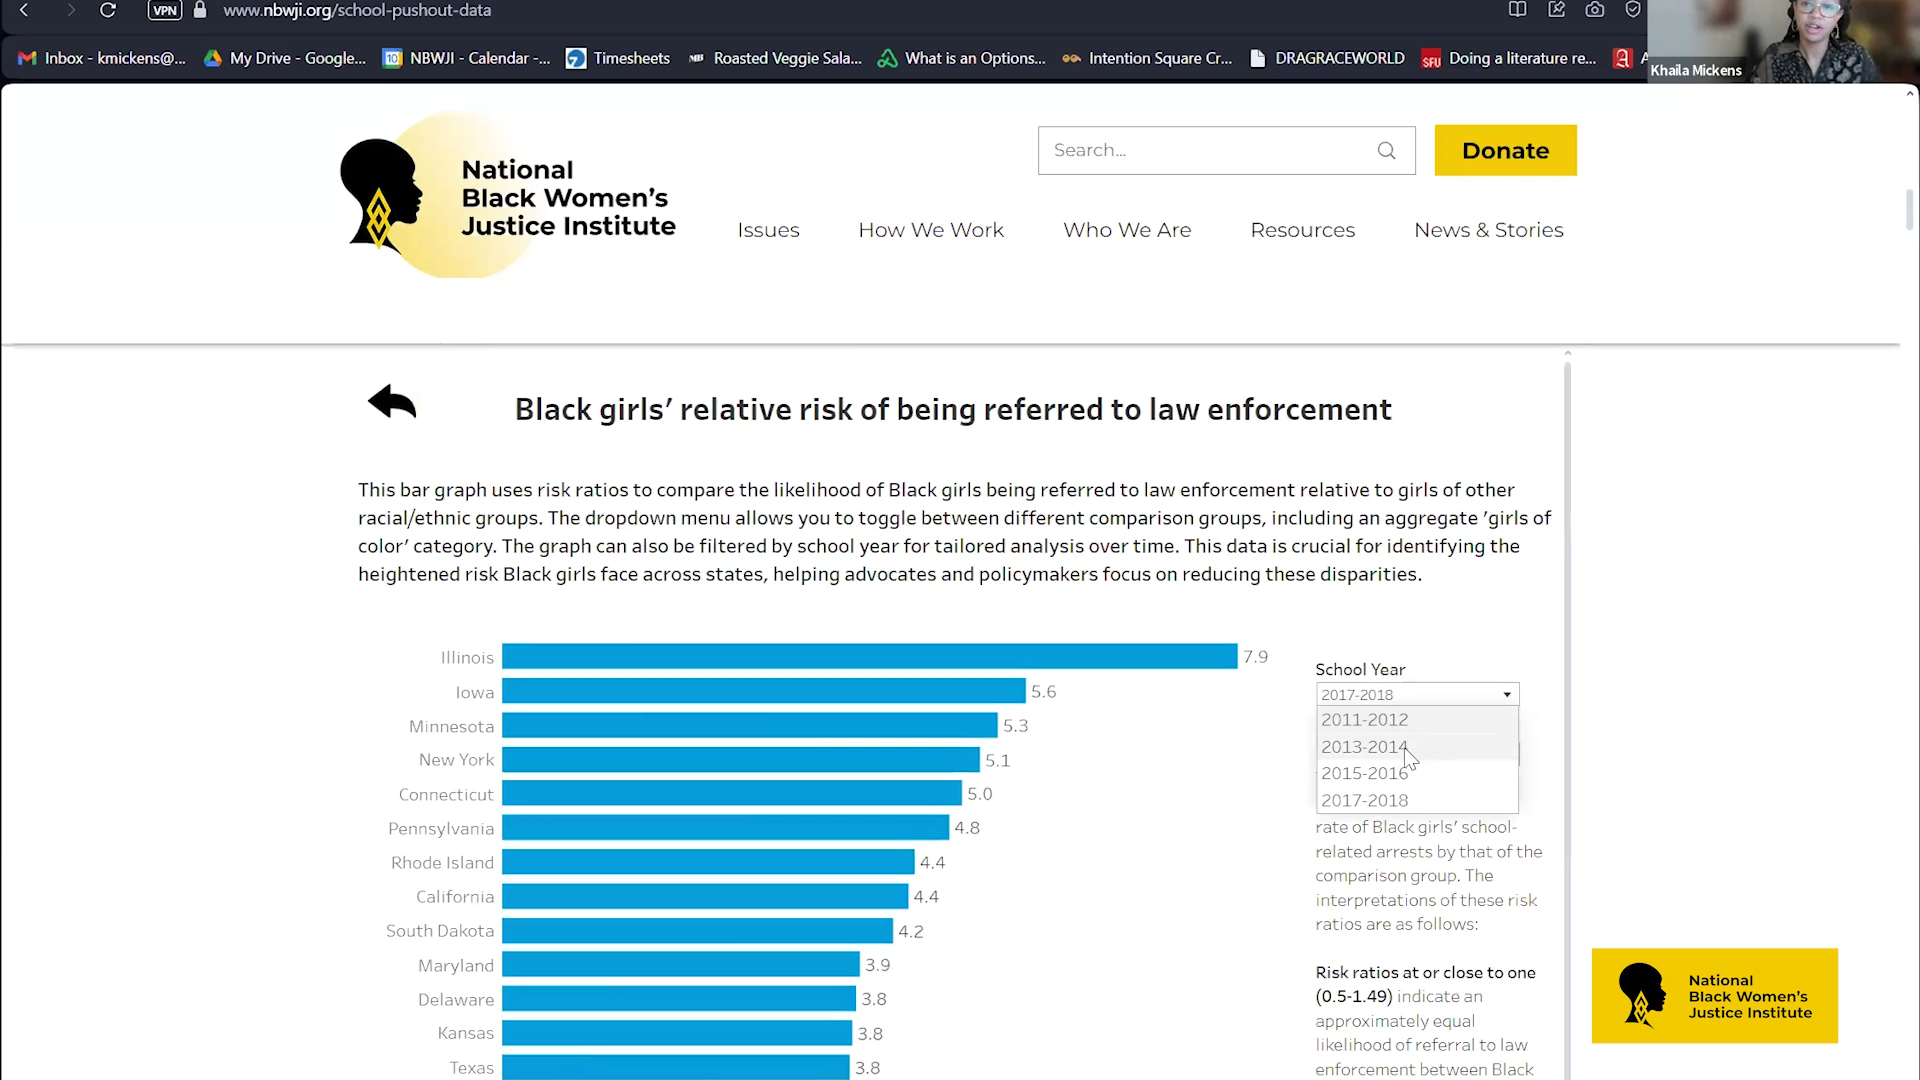 VPN
www.nbwji.org/school-pushout-data
Inbox - kmickens@...
My Drive - Google...
10
NBWJI - Calendar -...
Timesheets
Roasted Veggie Sala...
What is an Options...
Intention Square Cr...
DRAGRACEWORLD
SFU
Doing a literature re...
Khaila Mickens
National
Black Women's
Justice Institute
Search...
Donate
Issues
How We Work
Who We Are
Resources
News & Stories
Black girls' relative risk of being referred to law enforcement
This bar graph uses risk ratios to compare the likelihood of Black girls being referred to law enforcement relative to girls of other
racial/ethnic groups. The dropdown menu allows you to toggle between different comparison groups, including an aggregate 'girls of
color' category. The graph can also be filtered by school year for tailored analysis over time. This data is crucial for identifying the
heightened risk Black girls face across states, helping advocates and policymakers focus on reducing these disparities.
Illinois 7.9
Iowa 5.6
Minnesota 5.3
New York 5.1
Connecticut 5.0
Pennsylvania 4.8
Rhode Island 4.4
California 4.4
South Dakota 4.2
Maryland 3.9
Delaware 3.8
Kansas 3.8
Texas 3.8
School Year
2017-2018
2011-2012
2013-2014
2015-2016
2017-2018
rate of Black girls' school-
related arrests by that of the
comparison group. The
interpretations of these risk
ratios are as follows:
Risk ratios at or close to one
(0.5-1.49) indicate an
approximately equal
likelihood of referral to law
enforcement between Black
National
Black Women's
Justice Institute